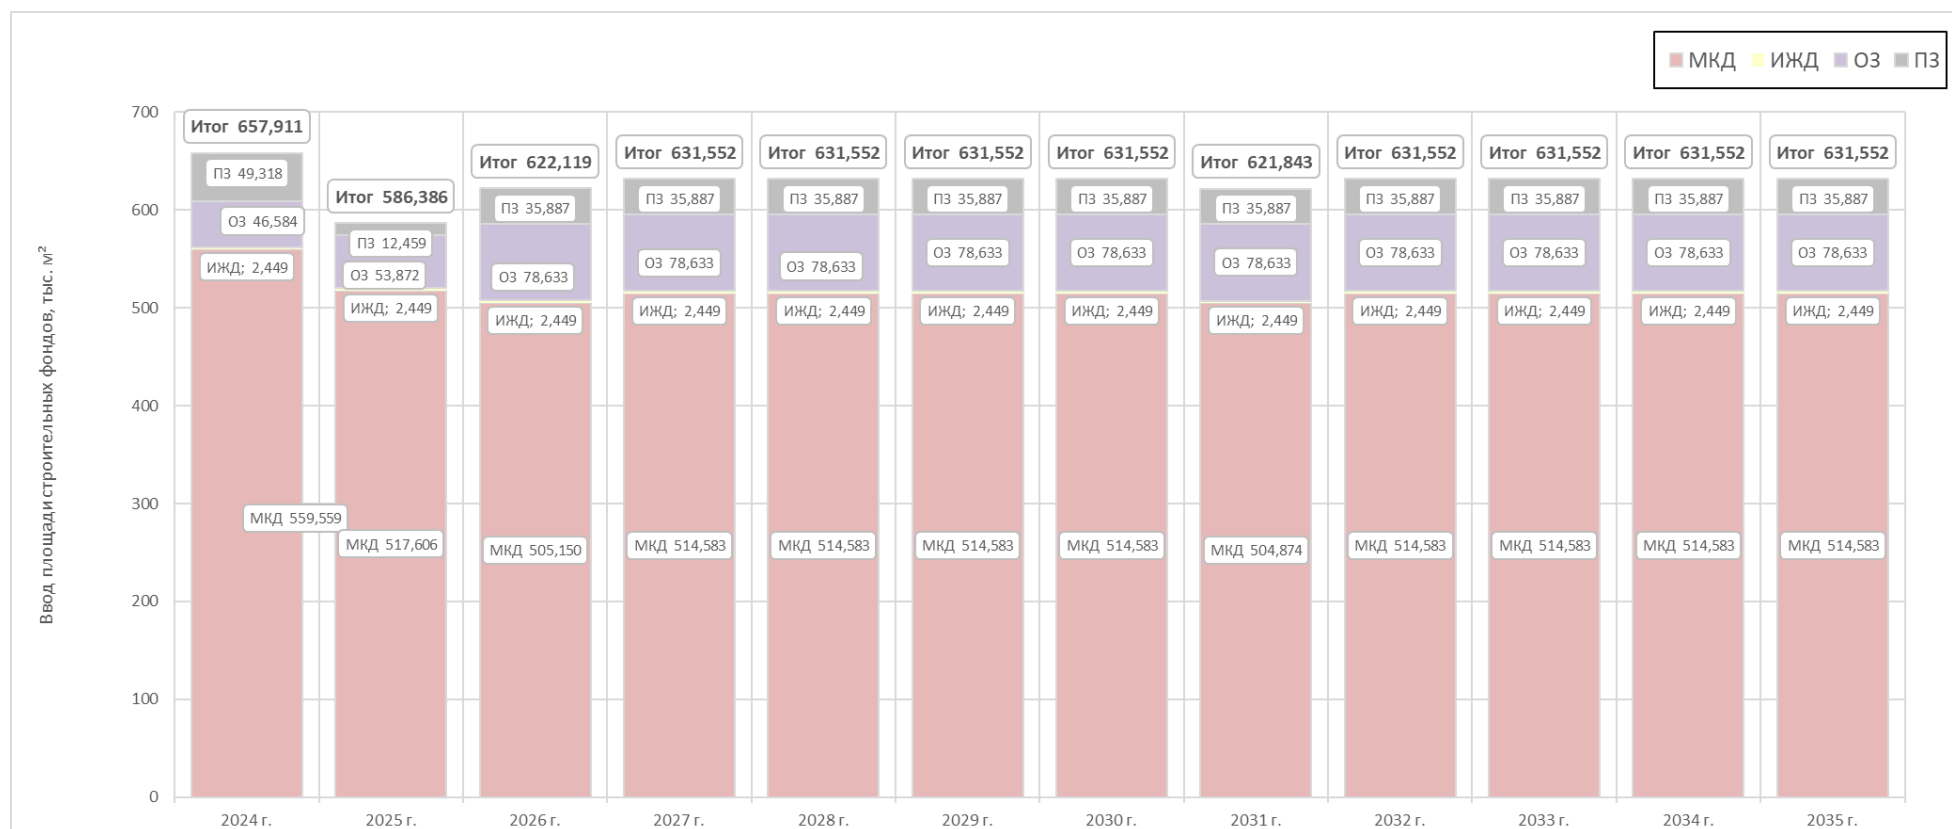 МКД ИЖД ОЗ ПЗ
Ввод площади строительных фондов, тыс. м²
700
600
500
400
300
200
100
0
Итог 657,911
ПЗ 49,318
ОЗ 46,584
ИЖД; 2,449
МКД 559,559
2024 г.
Итог 586,386
ПЗ 12,459
ОЗ 53,872
ИЖД; 2,449
МКД 517,606
2025 г.
Итог 622,119
ПЗ 35,887
ОЗ 78,633
ИЖД; 2,449
МКД 505,150
2026 г.
Итог 631,552
ПЗ 35,887
ОЗ 78,633
ИЖД; 2,449
МКД 514,583
2027 г.
Итог 631,552
ПЗ 35,887
ОЗ 78,633
ИЖД; 2,449
МКД 514,583
2028 г.
Итог 631,552
ПЗ 35,887
ОЗ 78,633
ИЖД; 2,449
МКД 514,583
2029 г.
Итог 631,552
ПЗ 35,887
ОЗ 78,633
ИЖД; 2,449
МКД 514,583
2030 г.
Итог 621,843
ПЗ 35,887
ОЗ 78,633
ИЖД; 2,449
МКД 504,874
2031 г.
Итог 631,552
ПЗ 35,887
ОЗ 78,633
ИЖД; 2,449
МКД 514,583
2032 г.
Итог 631,552
ПЗ 35,887
ОЗ 78,633
ИЖД; 2,449
МКД 514,583
2033 г.
Итог 631,552
ПЗ 35,887
ОЗ 78,633
ИЖД; 2,449
МКД 514,583
2034 г.
Итог 631,552
ПЗ 35,887
ОЗ 78,633
ИЖД; 2,449
МКД 514,583
2035 г.